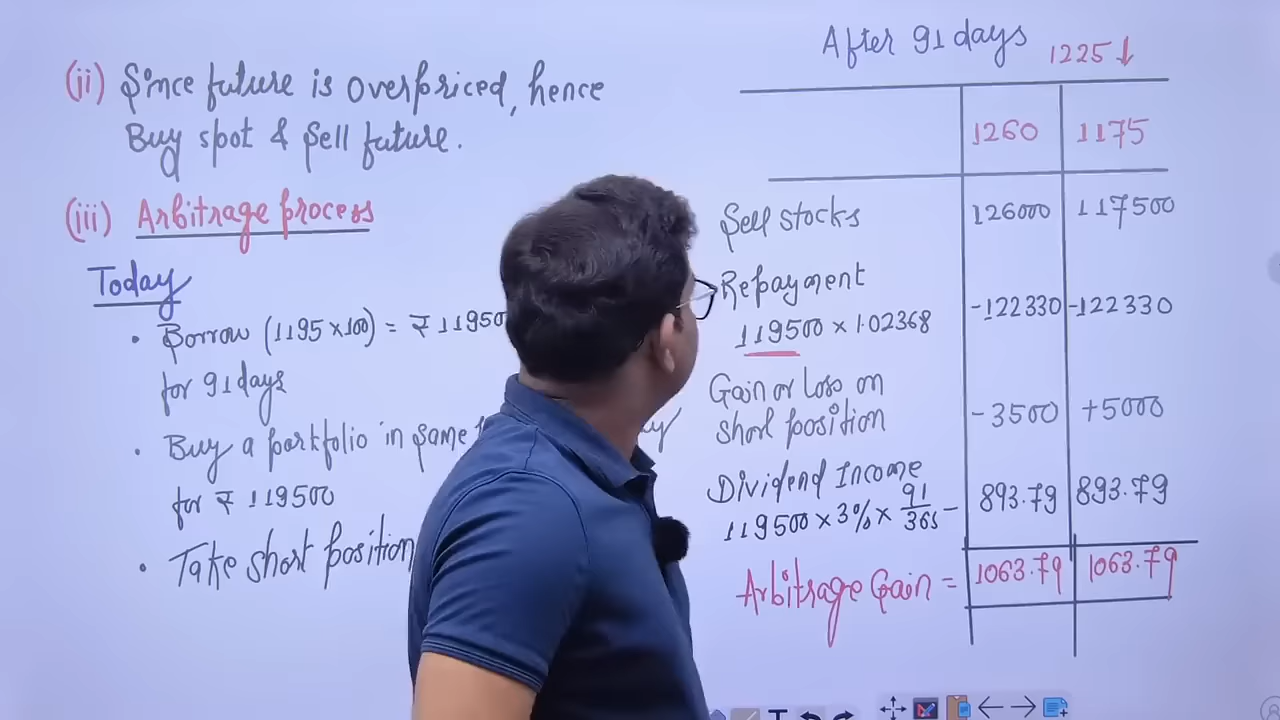 (ii) Since future is overpriced, hence
Buy spot & Sell future.
(iii) Arbitrage process
Today
• Borrow (1195 × 100) = ₹ 11950
for 91 days
• Buy a portfolio in same
for ₹ 119500
• Take short position
After 91 days
1225 ↓
1260 1175
Sell stocks 126000 117500
Repayment
119500 × 1.02368 -122330 -122330
Gain or Loss on
short position -3500 +5000
Dividend Income
119500 × 3% × 91/365 - 893.79 893.79
Arbitrage Gain = 1063.79 1063.79